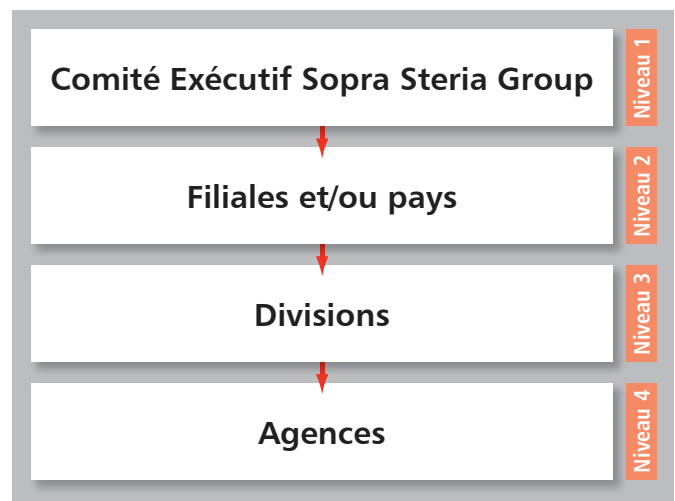 Comité Exécutif Sopra Steria Group
Niveau 1
Filiales et/ou pays
Niveau 2
Divisions
Niveau 3
Agences
Niveau 4